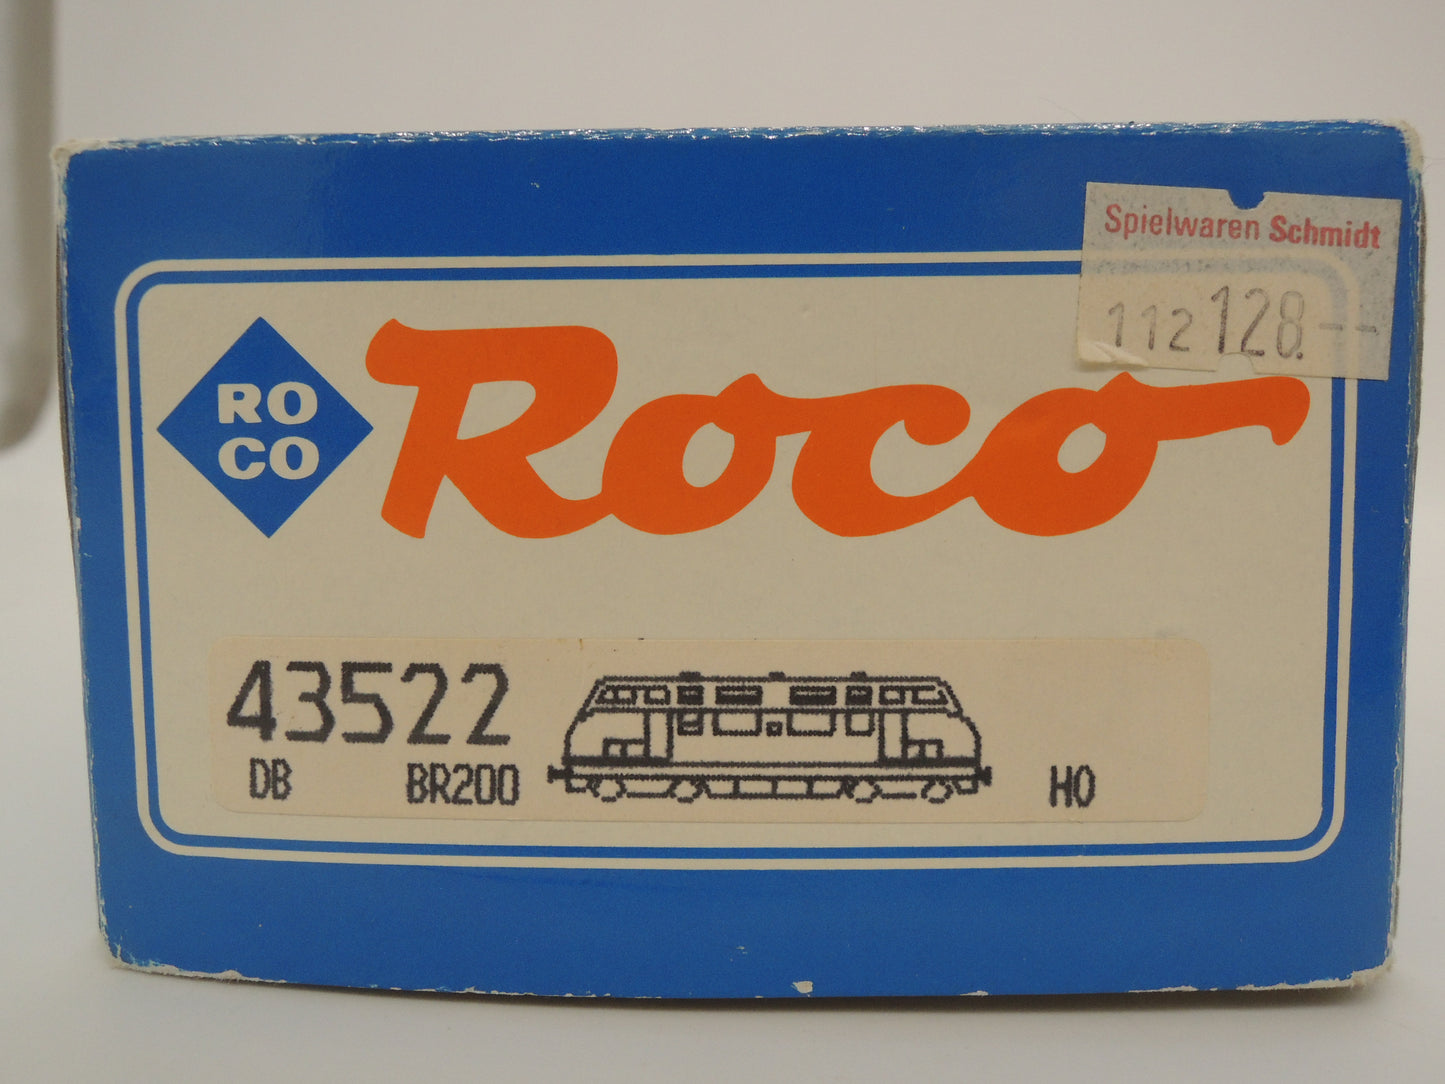 Spielwaren Schmidt
112 128.--
RO
CO
Roco
43522
DB BR200 HO